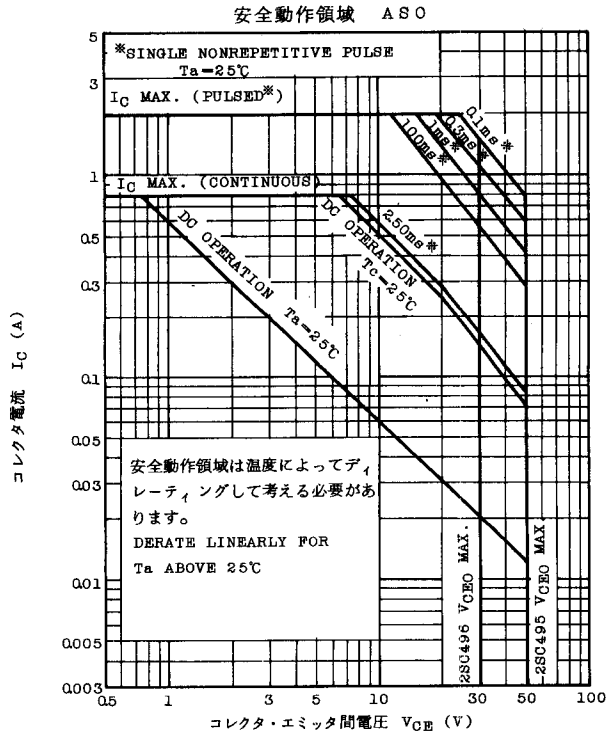 安全動作領域 ASO
※SINGLE NONREPETITIVE PULSE
Ta=25℃
IC MAX. (PULSED※)
IC MAX. (CONTINUOUS)
0.1ms※
0.3ms※
1ms※
100ms※
250ms※
DC OPERATION Tc=25℃
DC OPERATION Ta=25℃
安全動作領域は温度によってディ
レーティングして考える必要があ
ります。
DERATE LINEARLY FOR
Ta ABOVE 25℃
2SC496 VCEO MAX.
2SC495 VCEO MAX.
コレクタ電流 IC (A)
5
3
1
0.5
0.3
0.1
0.05
0.03
0.01
0.005
0.003
0.5 1 3 5 10 30 50 100
コレクタ・エミッタ間電圧 VCE (V)